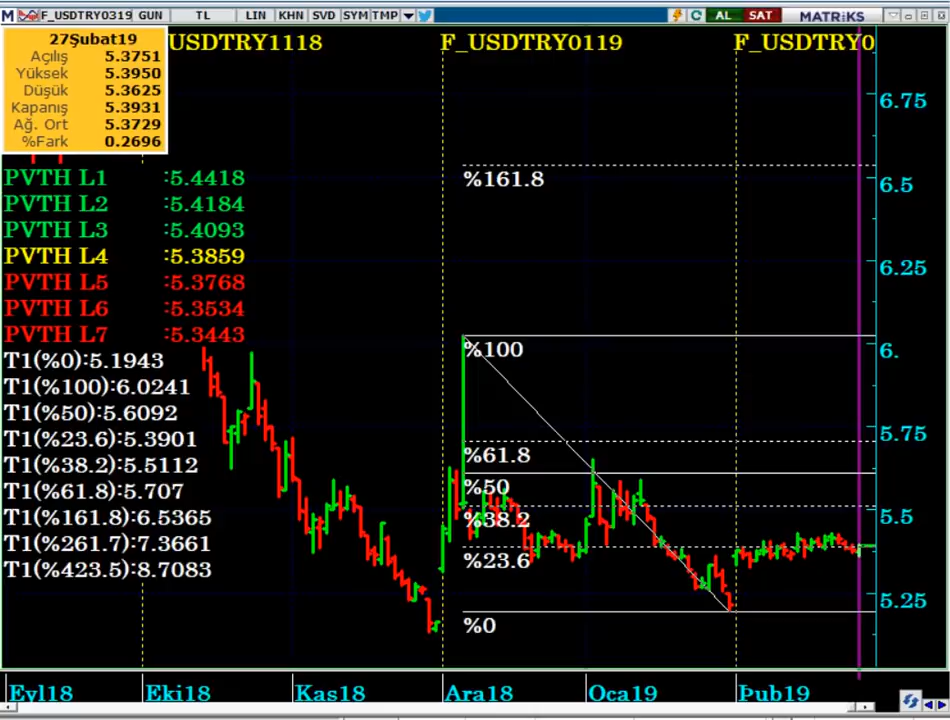 M F_USDTRY0319 GUN TL LIN KHN SVD SYM TMP C AL SAT MATRiKS
27Şubat19
Açılış 5.3751
Yüksek 5.3950
Düşük 5.3625
Kapanış 5.3931
Ağ. Ort 5.3729
%Fark 0.2696
USDTRY1118 F_USDTRY0119 F_USDTRY0
PVTH L1 :5.4418
PVTH L2 :5.4184
PVTH L3 :5.4093
PVTH L4 :5.3859
PVTH L5 :5.3768
PVTH L6 :5.3534
PVTH L7 :5.3443
T1(%0):5.1943
T1(%100):6.0241
T1(%50):5.6092
T1(%23.6):5.3901
T1(%38.2):5.5112
T1(%61.8):5.707
T1(%161.8):6.5365
T1(%261.7):7.3661
T1(%423.5):8.7083
%161.8
%100
%61.8
%50
%38.2
%23.6
%0
6.75
6.5
6.25
6.
5.75
5.5
5.25
Eyl18 Eki18 Kas18 Ara18 Oca19 Þub19